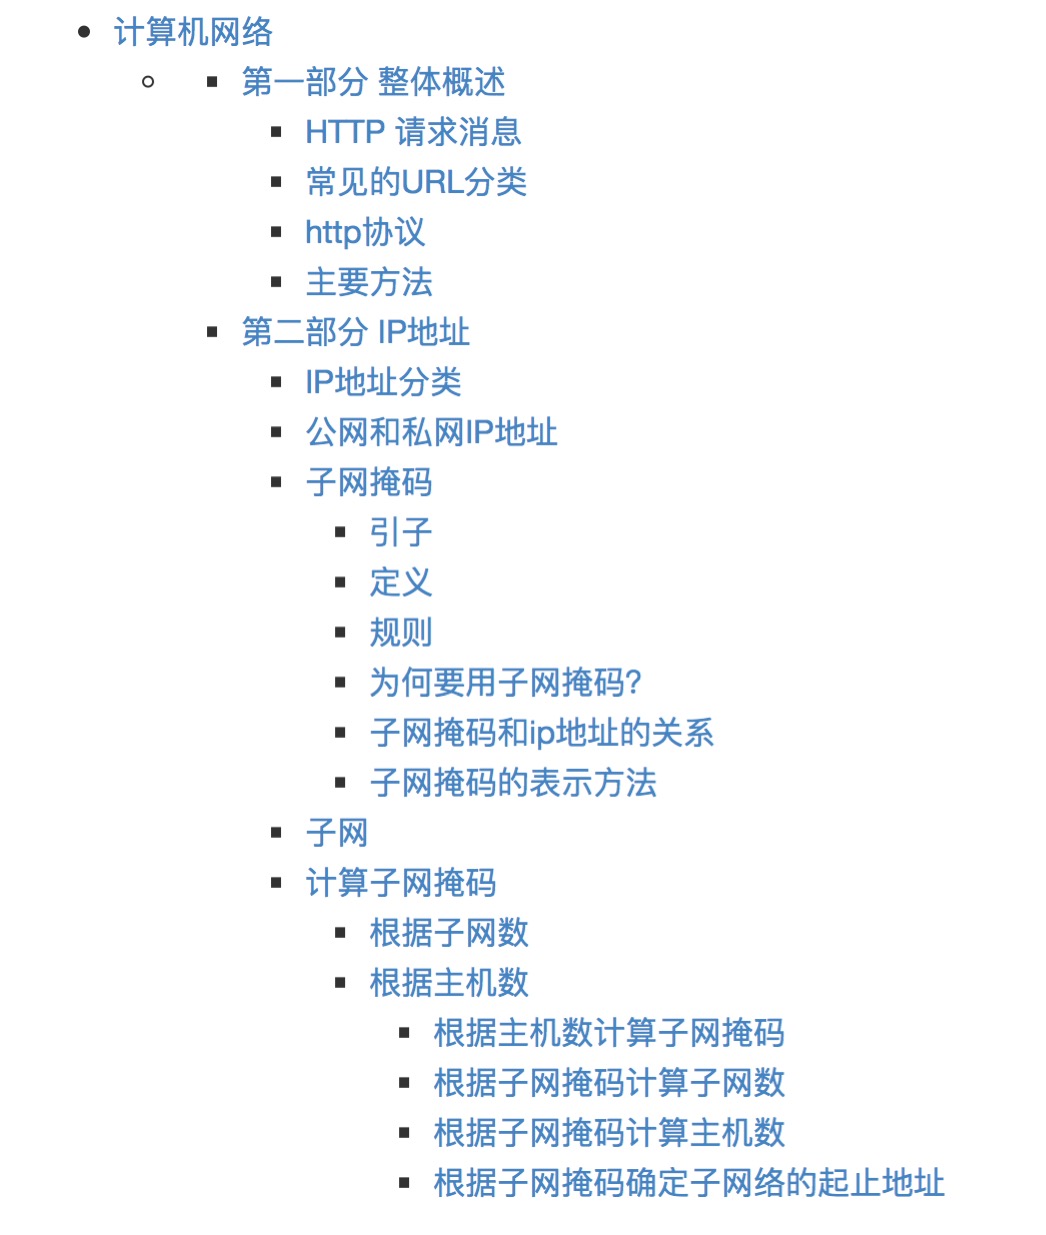 计算机网络
第一部分 整体概述
HTTP 请求消息
常见的URL分类
http协议
主要方法
第二部分 IP地址
IP地址分类
公网和私网IP地址
子网掩码
引子
定义
规则
为何要用子网掩码?
子网掩码和ip地址的关系
子网掩码的表示方法
子网
计算子网掩码
根据子网数
根据主机数
根据主机数计算子网掩码
根据子网掩码计算子网数
根据子网掩码计算主机数
根据子网掩码确定子网络的起止地址